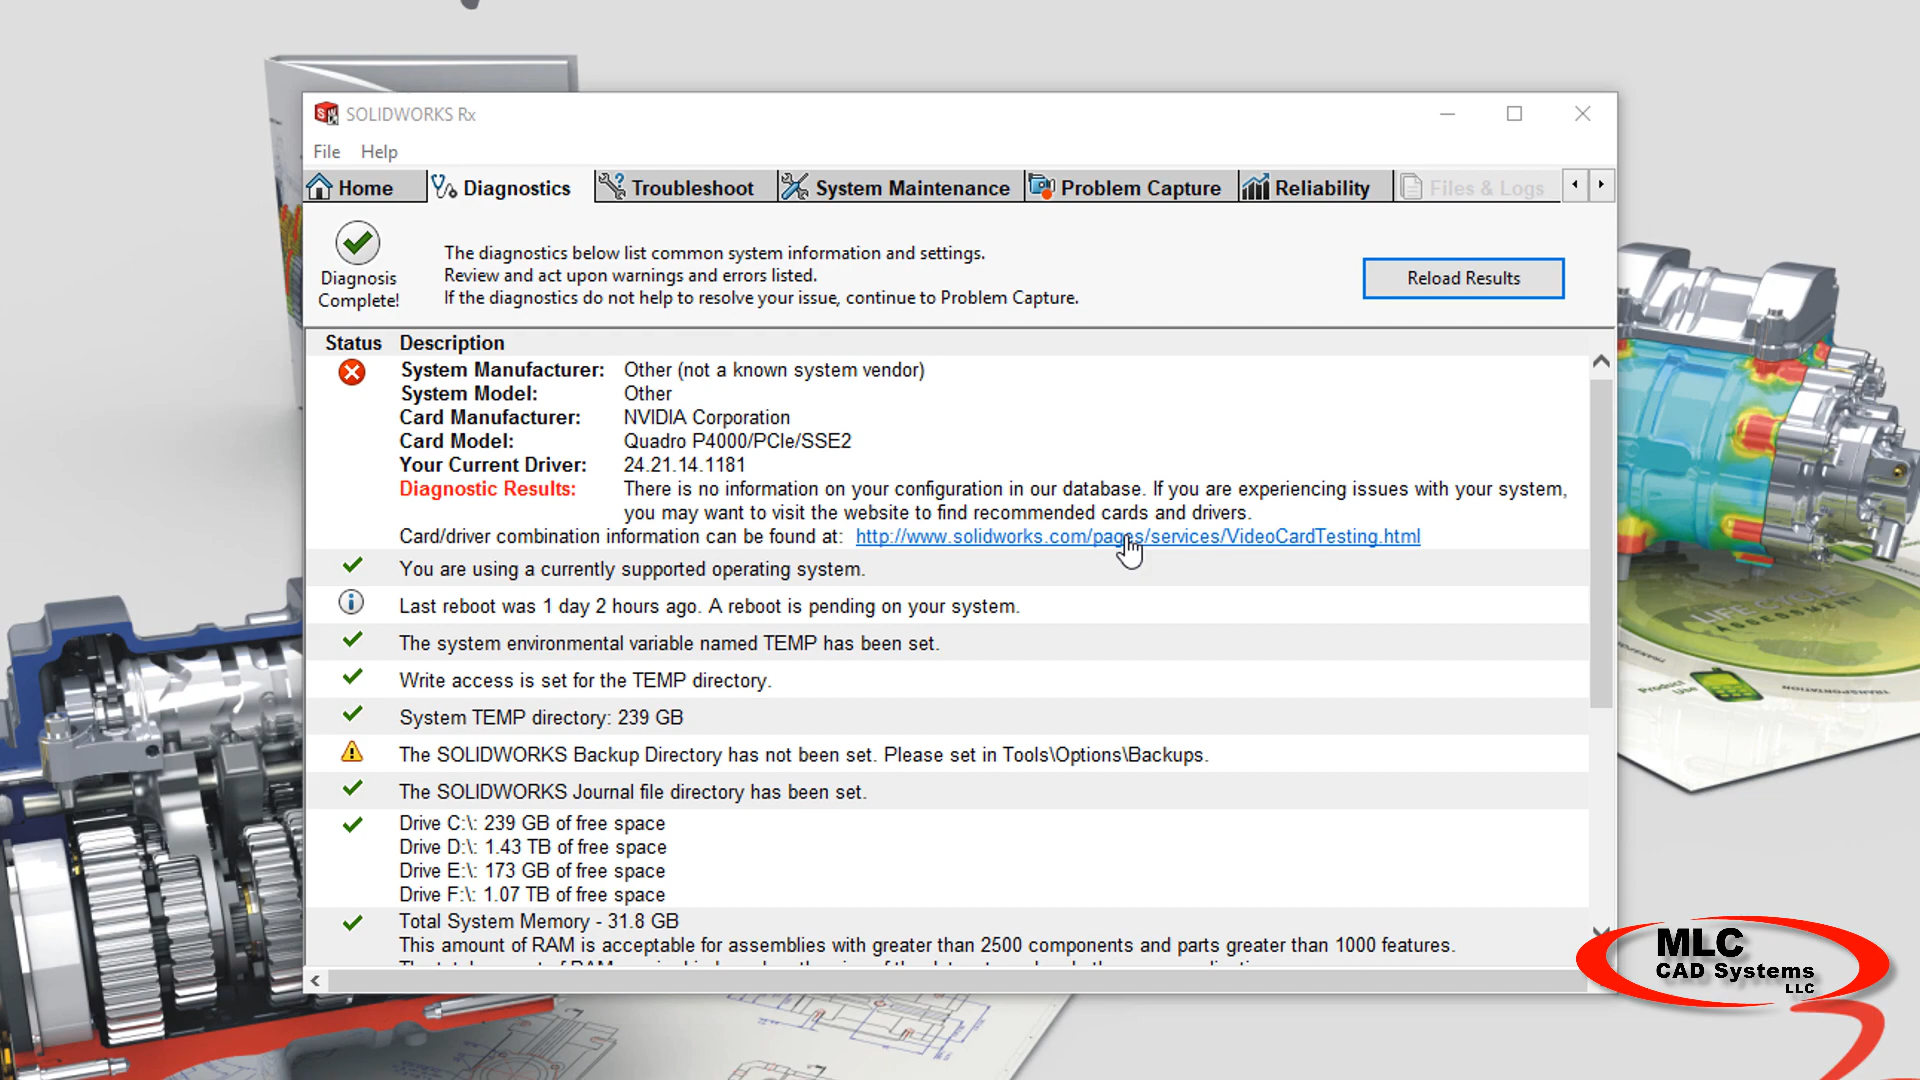 SOLIDWORKS Rx
File Help
Home Diagnostics Troubleshoot System Maintenance Problem Capture Reliability Files & Logs
Diagnosis
Complete!
The diagnostics below list common system information and settings.
Review and act upon warnings and errors listed.
If the diagnostics do not help to resolve your issue, continue to Problem Capture.
Reload Results
Status Description
System Manufacturer: Other (not a known system vendor)
System Model: Other
Card Manufacturer: NVIDIA Corporation
Card Model: Quadro P4000/PCIe/SSE2
Your Current Driver: 24.21.14.1181
Diagnostic Results: There is no information on your configuration in our database. If you are experiencing issues with your system,
you may want to visit the website to find recommended cards and drivers.
Card/driver combination information can be found at: http://www.solidworks.com/pages/services/VideoCardTesting.html
You are using a currently supported operating system.
Last reboot was 1 day 2 hours ago. A reboot is pending on your system.
The system environmental variable named TEMP has been set.
Write access is set for the TEMP directory.
System TEMP directory: 239 GB
The SOLIDWORKS Backup Directory has not been set. Please set in Tools\Options\Backups.
The SOLIDWORKS Journal file directory has been set.
Drive C:\: 239 GB of free space
Drive D:\: 1.43 TB of free space
Drive E:\: 173 GB of free space
Drive F:\: 1.07 TB of free space
Total System Memory - 31.8 GB
This amount of RAM is acceptable for assemblies with greater than 2500 components and parts greater than 1000 features.
LIFE CYCLE
ASSESSMENT
Product
Use
TRANSPORTATION
MLC
CAD Systems
LLC